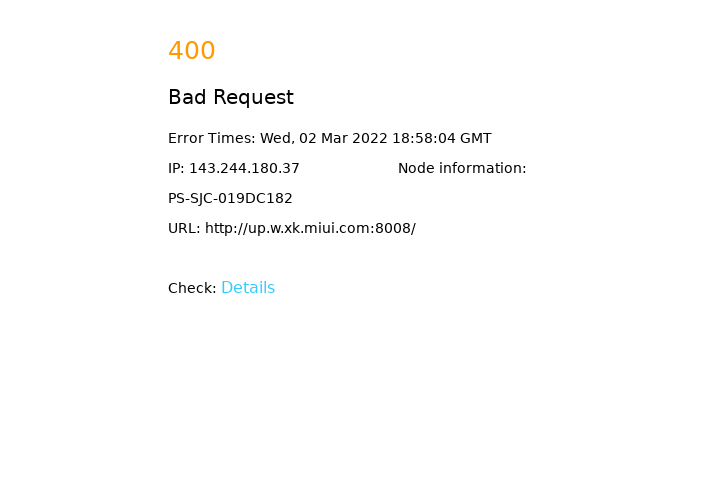 400
Bad Request
Error Times: Wed, 02 Mar 2022 18:58:04 GMT
IP: 143.244.180.37 Node information:
PS-SJC-019DC182
URL: http://up.w.xk.miui.com:8008/
Check: Details